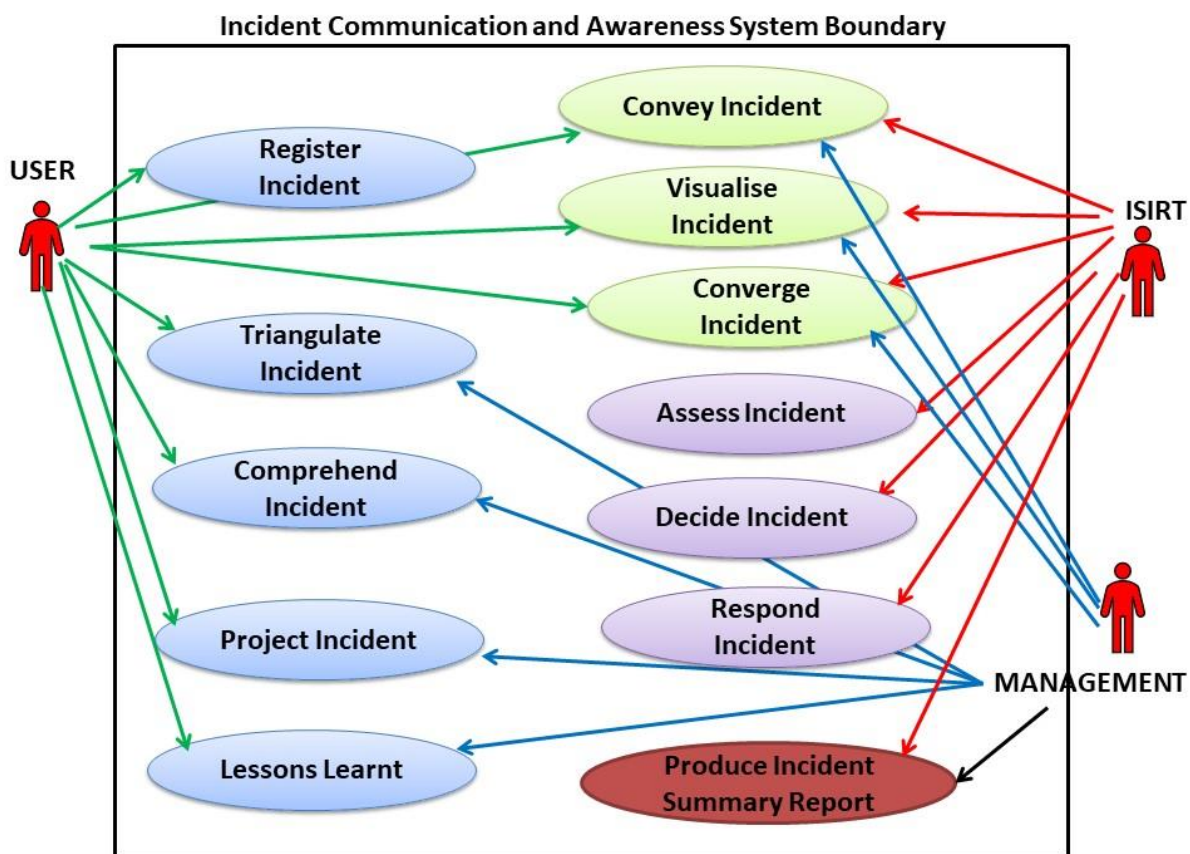 Incident Communication and Awareness System Boundary
USER
Register
Incident
Convey Incident
Visualise
Incident
ISIRT
Converge
Incident
Triangulate
Incident
Assess Incident
Comprehend
Incident
Decide Incident
Project Incident
Respond
Incident
MANAGEMENT
Lessons Learnt
Produce Incident
Summary Report